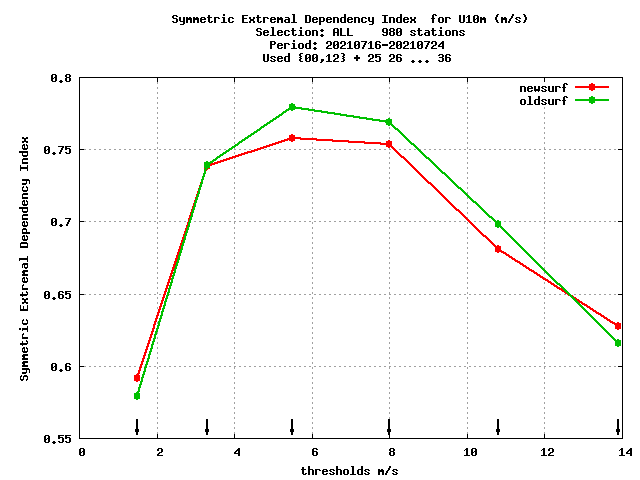 Symmetric Extremal Dependency Index  for U10m (m/s)
Selection: ALL    980 stations
Period: 20210716-20210724
Used {00,12} + 25 26 ... 36
newsurf
oldsurf
0.8
0.75
0.7
0.65
0.6
0.55
Symmetric Extremal Dependency Index
0 2 4 6 8 10 12 14
thresholds m/s